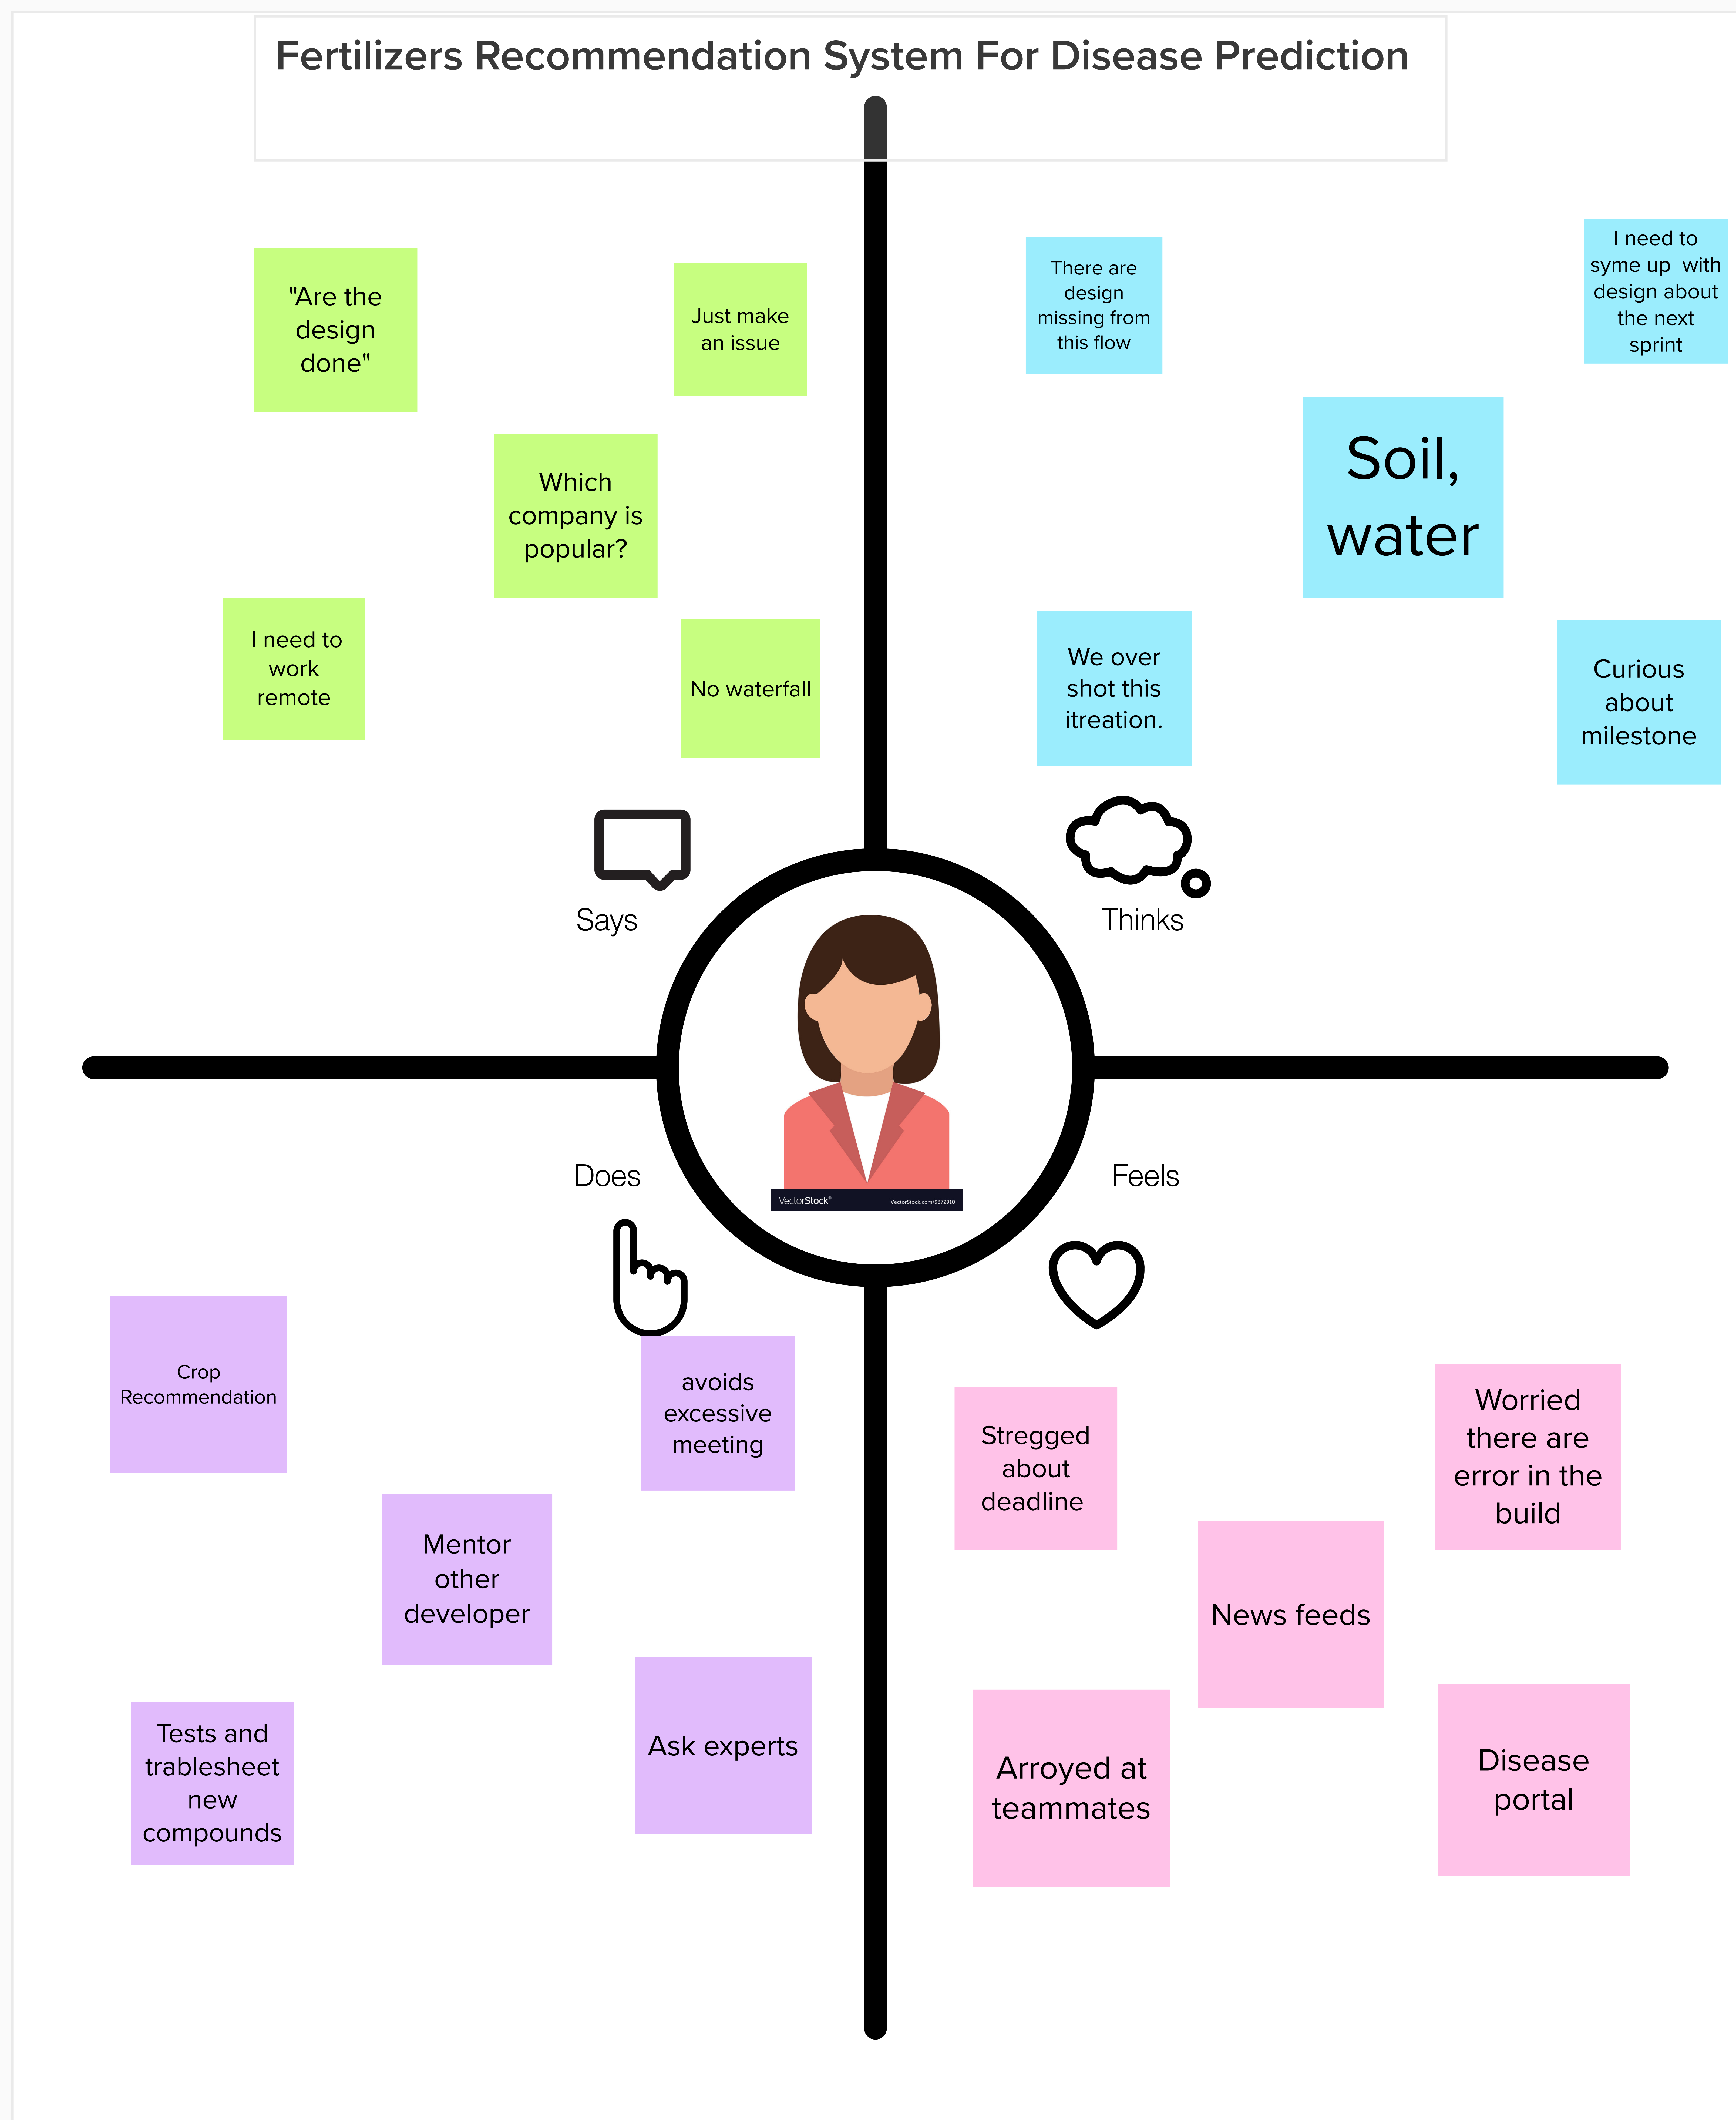 Fertilizers Recommendation System For Disease Prediction
"Are the
design
done"
Just make
an issue
Which
company is
popular?
I need to
work
remote
No waterfall
Says
There are
design
missing from
this flow
I need to
syme up with
design about
the next
sprint
Soil,
water
We over
shot this
itreation.
Curious
about
milestone
Thinks
VectorStock®
VectorStock.com/9372910
Does
Crop
Recommendation
avoids
excessive
meeting
Mentor
other
developer
Tests and
trablesheet
new
compounds
Ask experts
Feels
Stregged
about
deadline
Worried
there are
error in the
build
News feeds
Arroyed at
teammates
Disease
portal